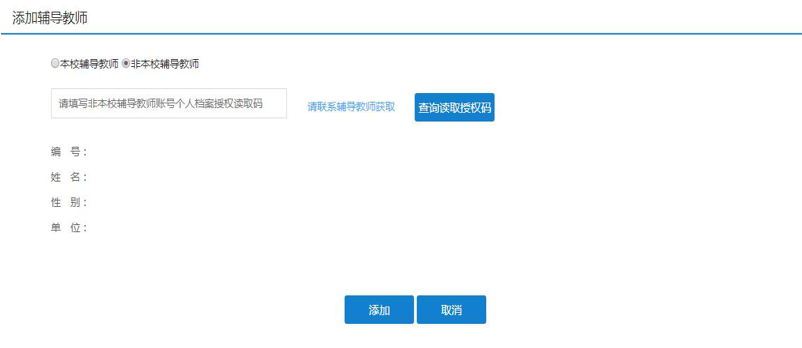 添加辅导教师
本校辅导教师 非本校辅导教师
请填写非本校辅导教师账号个人档案授权读取码 请联系辅导教师获取 查询读取授权码
编 号：
姓 名：
性 别：
单 位：
添加 取消